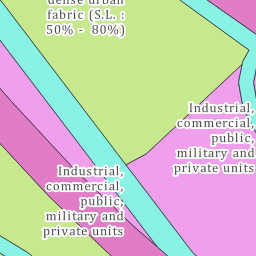 dense urban
fabric (S.L. :
50% - 80%)
Industrial,
commercial,
public,
military and
private units
Industrial,
commercial,
public,
military and
private units